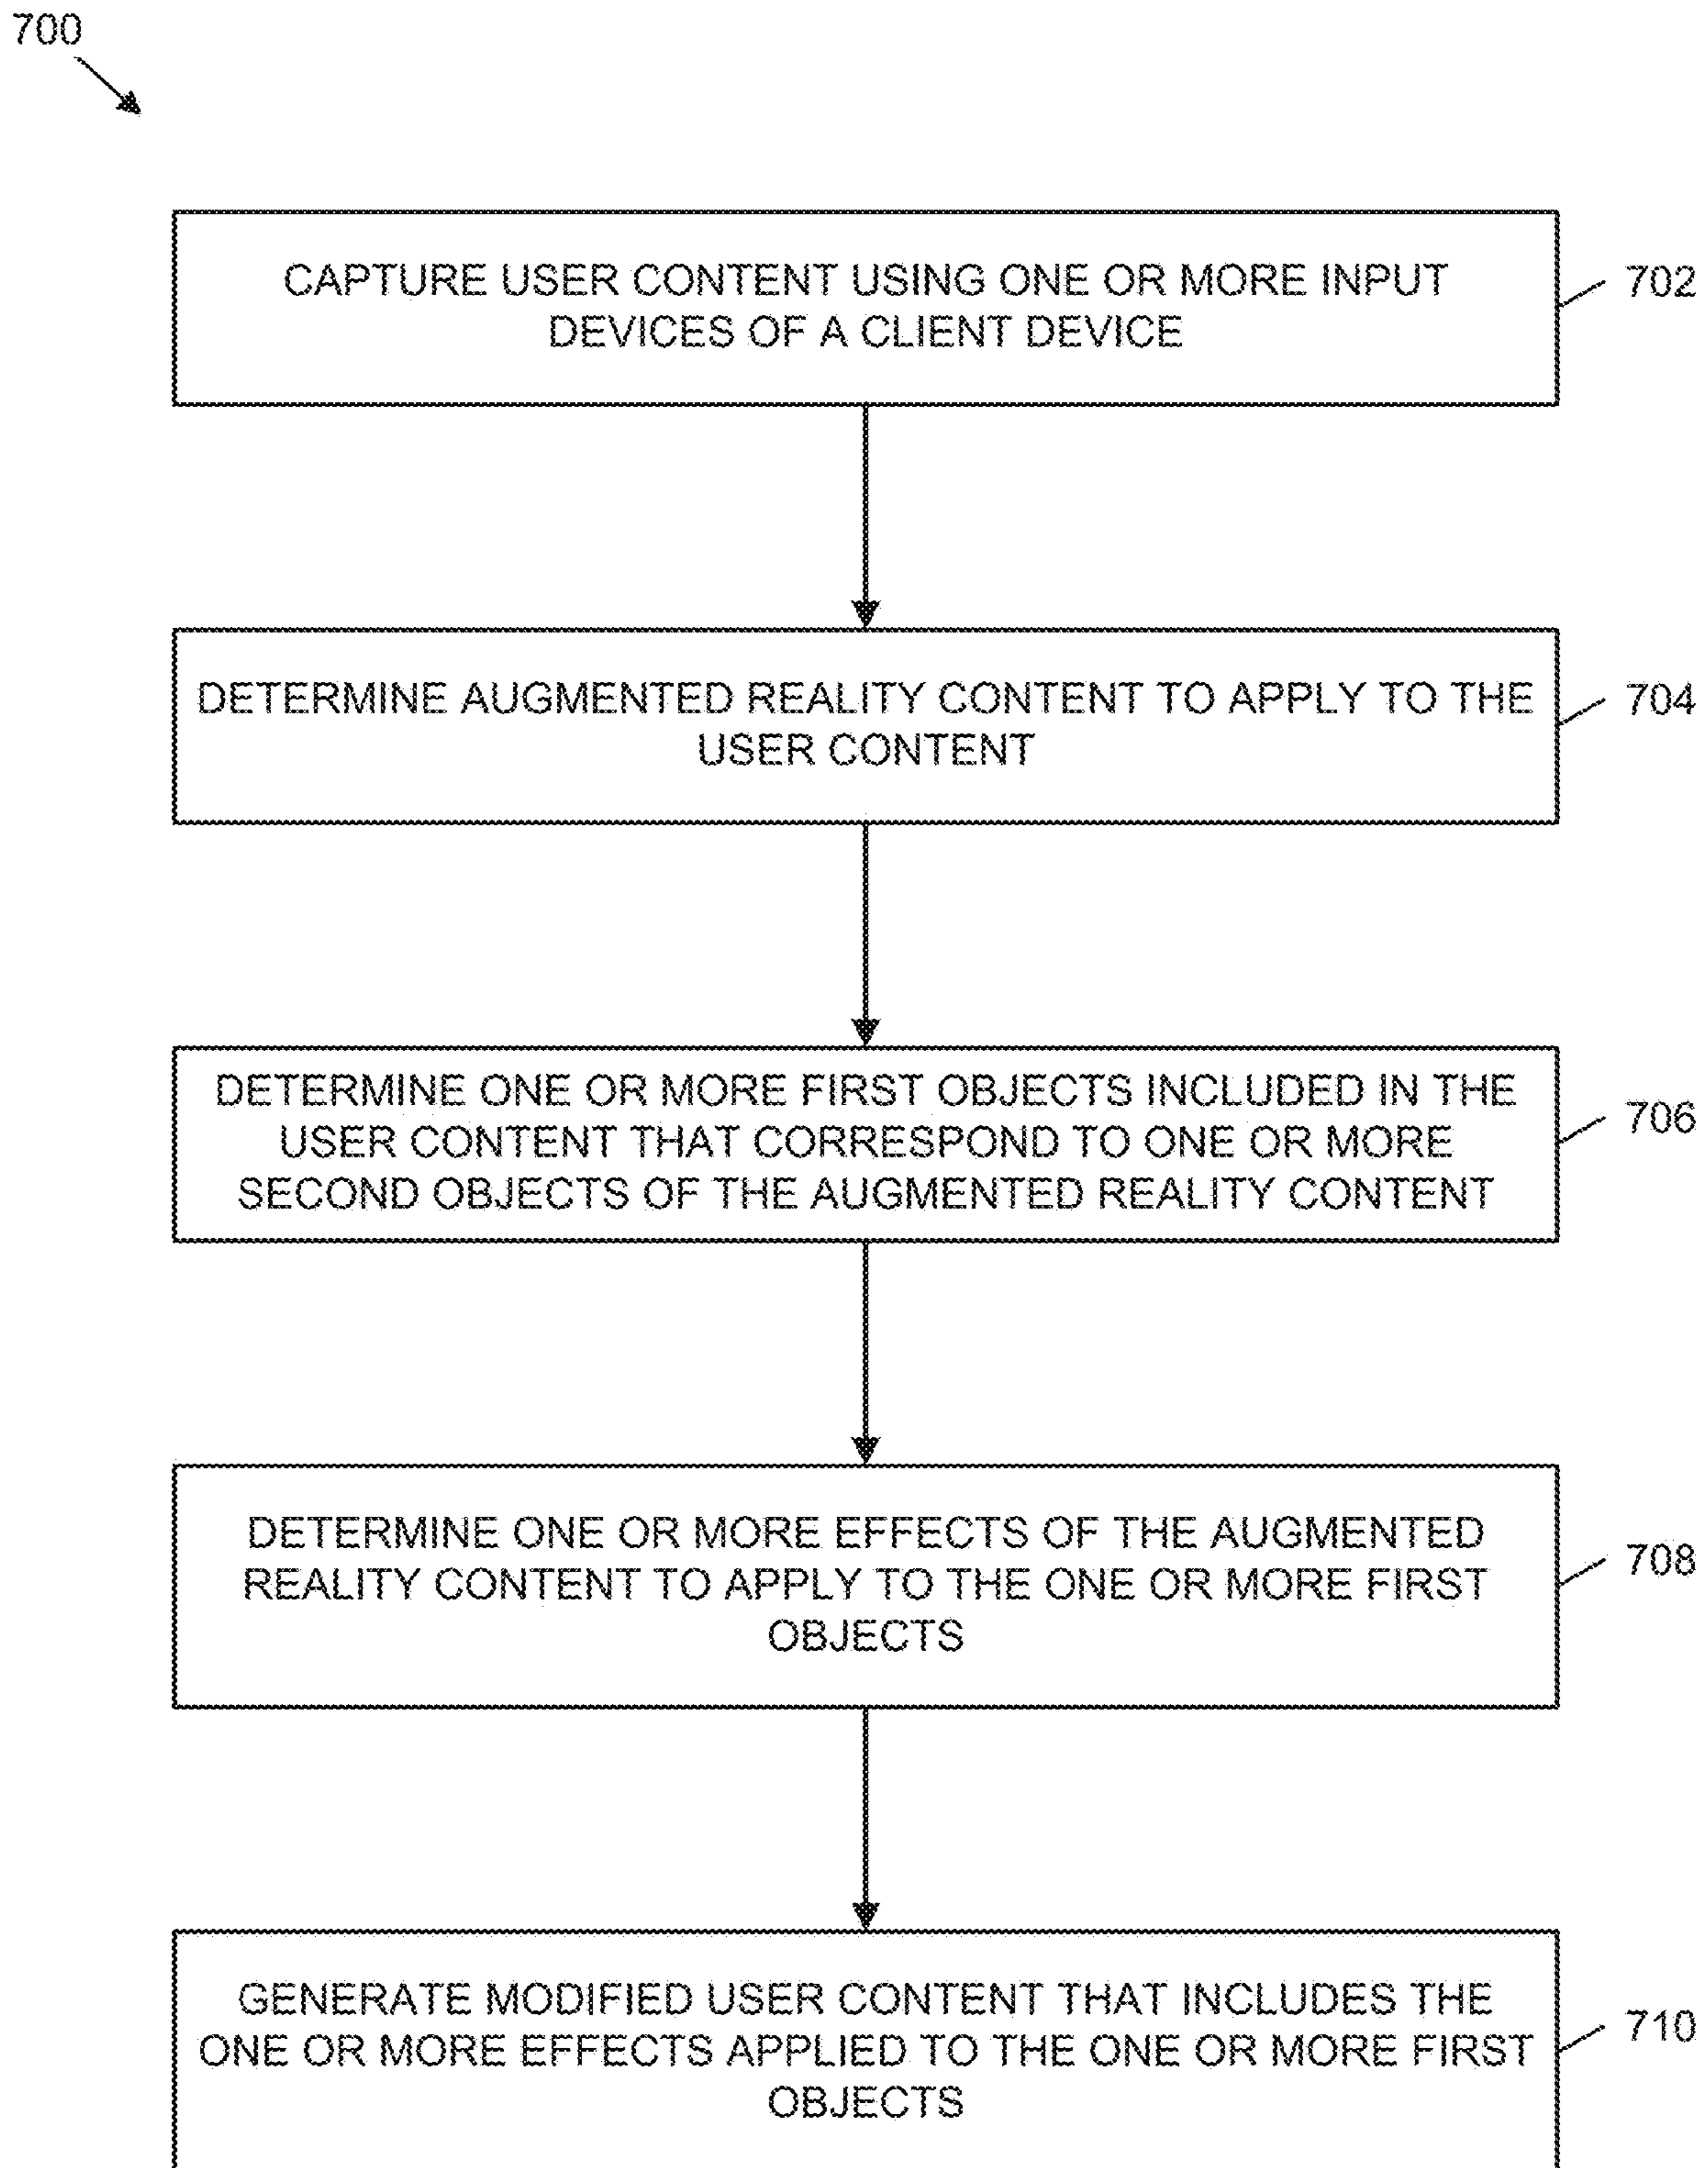 700
CAPTURE USER CONTENT USING ONE OR MORE INPUT
DEVICES OF A CLIENT DEVICE
702
DETERMINE AUGMENTED REALITY CONTENT TO APPLY TO THE
USER CONTENT
704
DETERMINE ONE OR MORE FIRST OBJECTS INCLUDED IN THE
USER CONTENT THAT CORRESPOND TO ONE OR MORE
SECOND OBJECTS OF THE AUGMENTED REALITY CONTENT
706
DETERMINE ONE OR MORE EFFECTS OF THE AUGMENTED
REALITY CONTENT TO APPLY TO THE ONE OR MORE FIRST
OBJECTS
708
GENERATE MODIFIED USER CONTENT THAT INCLUDES THE
ONE OR MORE EFFECTS APPLIED TO THE ONE OR MORE FIRST
OBJECTS
710